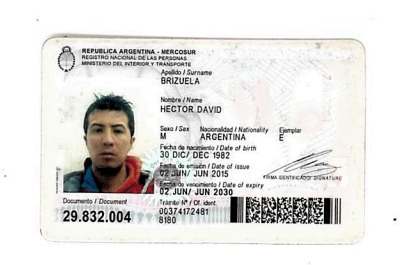 REPUBLICA ARGENTINA - MERCOSUR
REGISTRO NACIONAL DE LAS PERSONAS
MINISTERIO DEL INTERIOR Y TRANSPORTE
Apellido / Surname
BRIZUELA
Nombre / Name
HECTOR DAVID
Sexo / Sex Nacionalidad / Nationality Ejemplar
M ARGENTINA E
Fecha de nacimiento / Date of birth
30 DIC/ DEC 1982
Fecha de emisión / Date of issue
02 JUN/ JUN 2015
Fecha de vencimiento / Date of expiry
02 JUN/ JUN 2030
FIRMA IDENTIFICADO/ SIGNATURE
Documento / Document
29.832.004
Trámite Nº / Of. ident.
00374172481
8180